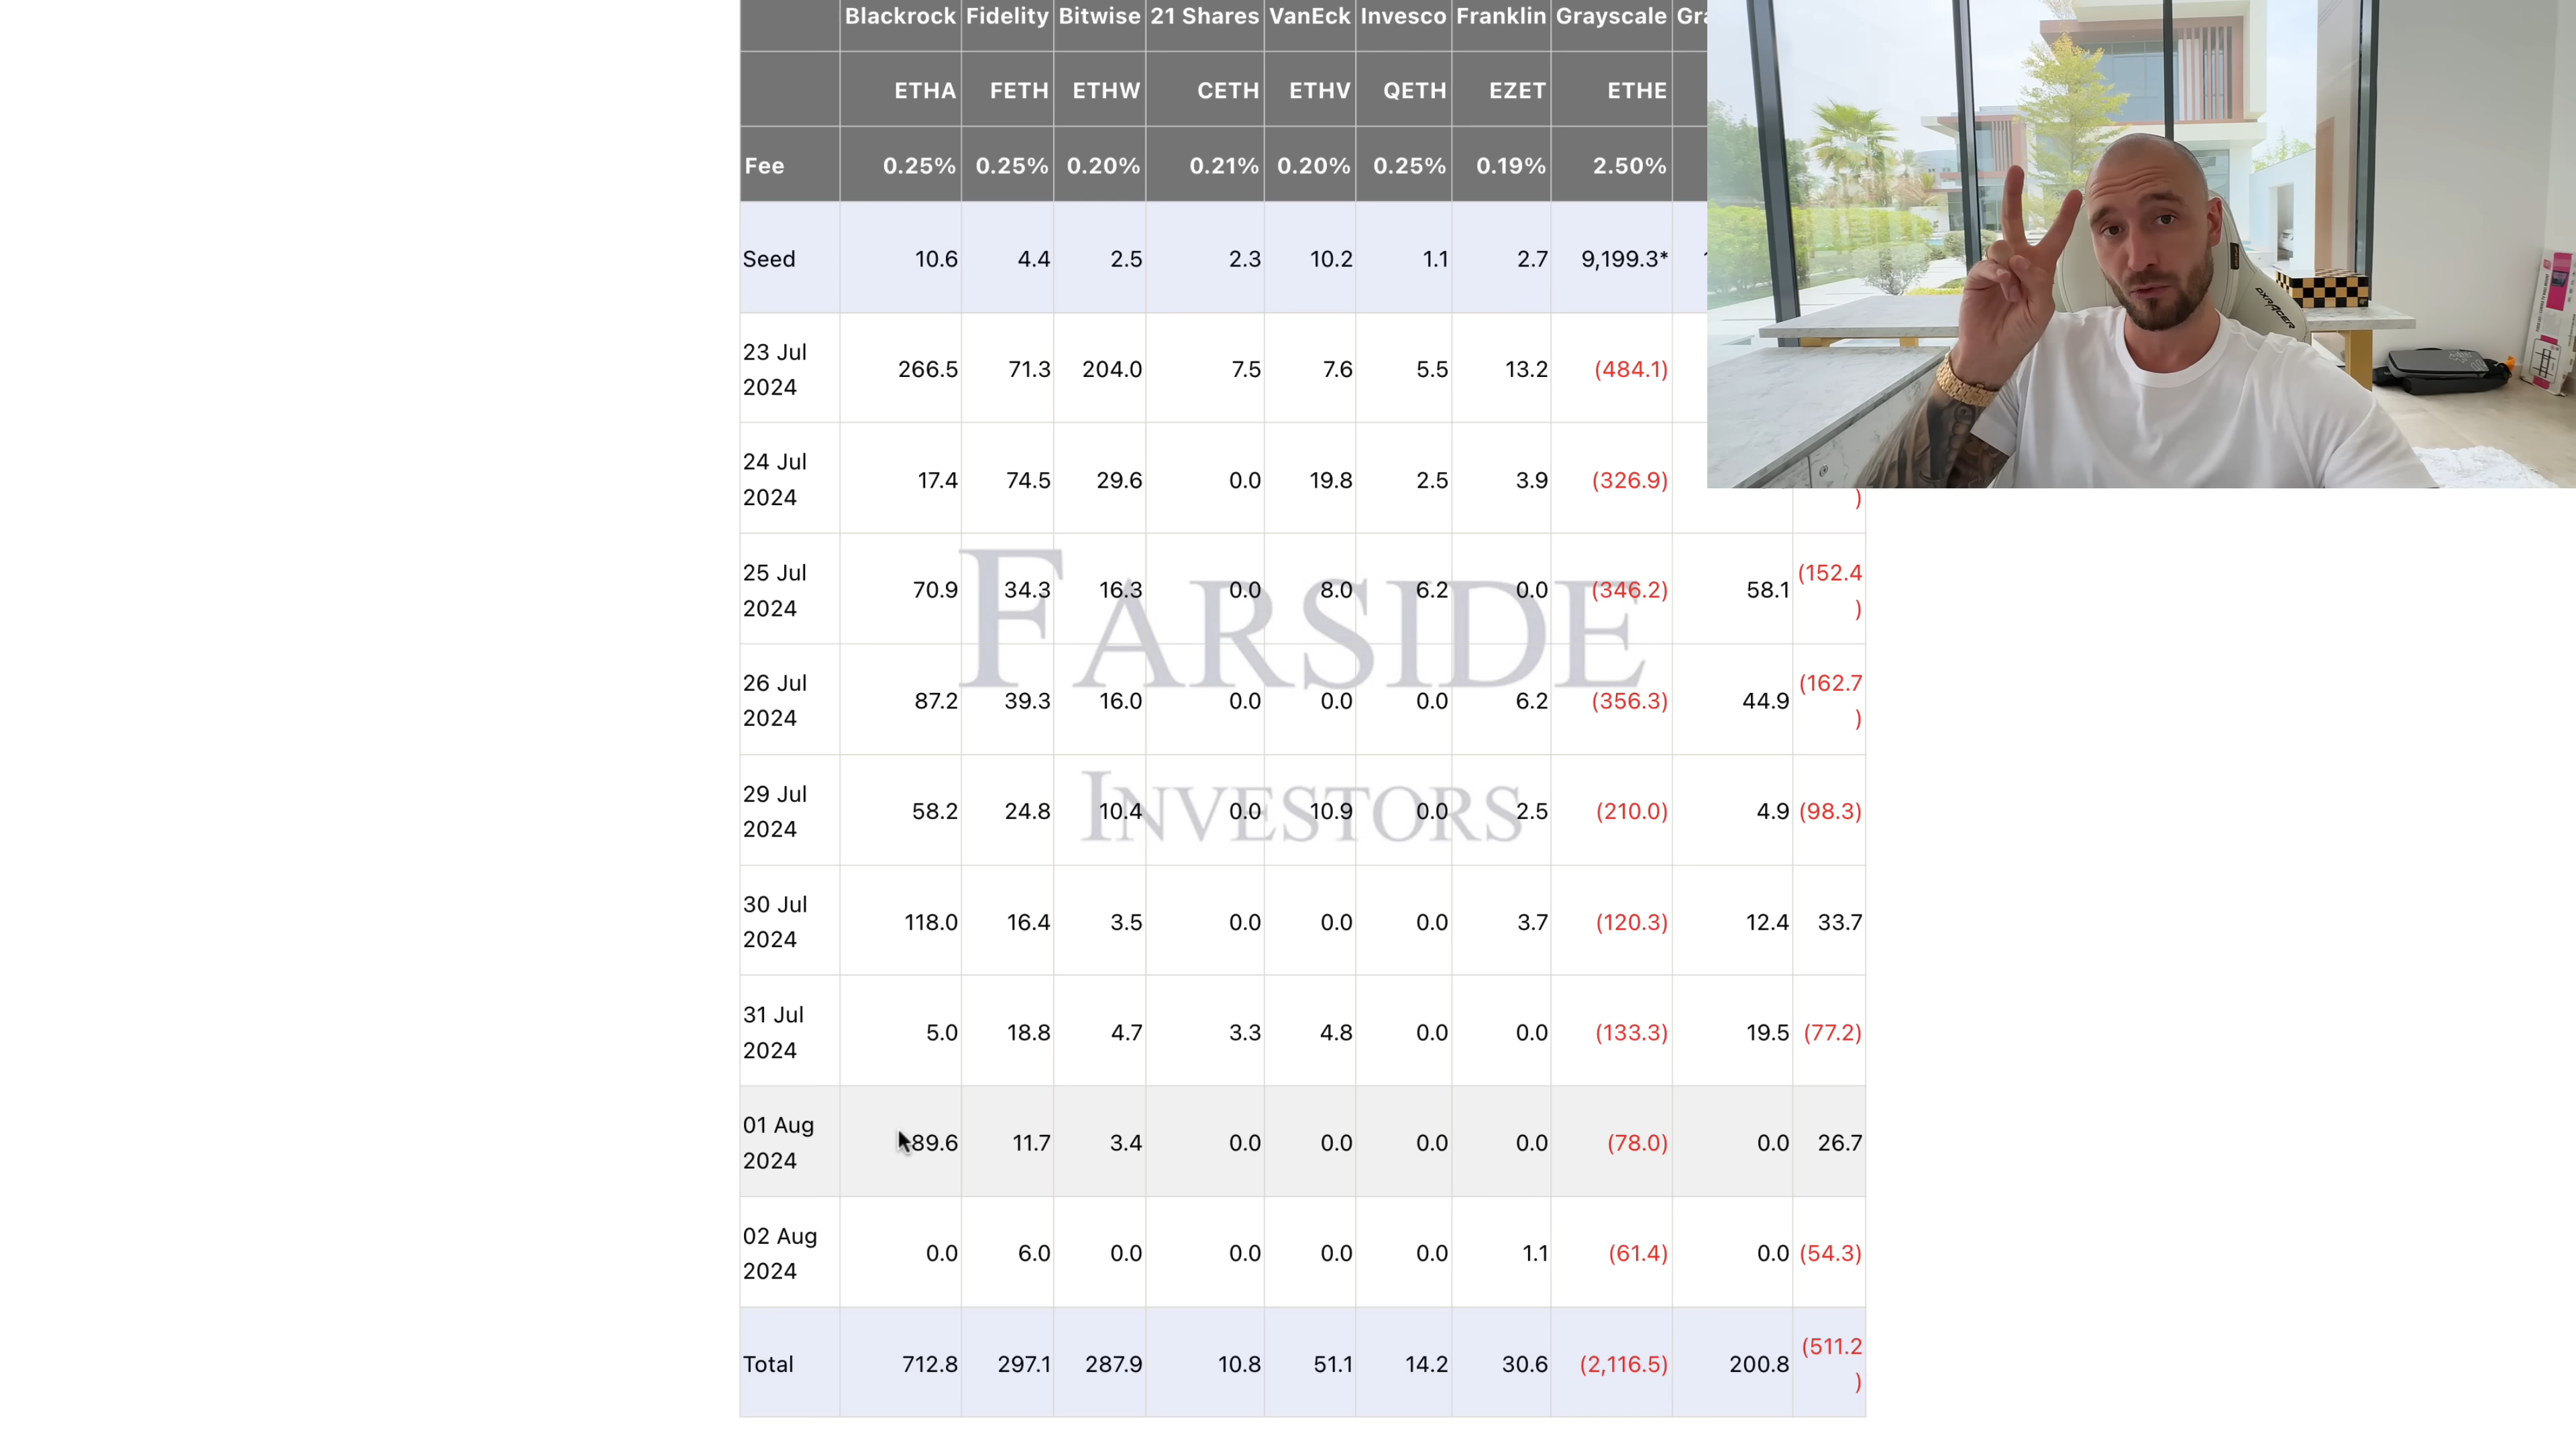 Blackrock Fidelity Bitwise 21 Shares VanEck Invesco Franklin Grayscale
ETHA FETH ETHW CETH ETHV QETH EZET ETHE
Fee 0.25% 0.25% 0.20% 0.21% 0.20% 0.25% 0.19% 2.50%
Seed 10.6 4.4 2.5 2.3 10.2 1.1 2.7 9,199.3*
23 Jul
2024 266.5 71.3 204.0 7.5 7.6 5.5 13.2 (484.1)
24 Jul
2024 17.4 74.5 29.6 0.0 19.8 2.5 3.9 (326.9) )
25 Jul
2024 70.9 34.3 16.3 0.0 8.0 6.2 0.0 (346.2) 58.1 (152.4
)
26 Jul
2024 87.2 39.3 16.0 0.0 0.0 0.0 6.2 (356.3) 44.9 (162.7
)
29 Jul
2024 58.2 24.8 10.4 0.0 10.9 0.0 2.5 (210.0) 4.9 (98.3)
30 Jul
2024 118.0 16.4 3.5 0.0 0.0 0.0 3.7 (120.3) 12.4 33.7
31 Jul
2024 5.0 18.8 4.7 3.3 4.8 0.0 0.0 (133.3) 19.5 (77.2)
01 Aug
2024 89.6 11.7 3.4 0.0 0.0 0.0 0.0 (78.0) 0.0 26.7
02 Aug
2024 0.0 6.0 0.0 0.0 0.0 0.0 1.1 (61.4) 0.0 (54.3)
Total 712.8 297.1 287.9 10.8 51.1 14.2 30.6 (2,116.5) 200.8 (511.2
)
FARSIDE
INVESTORS
DXRACER